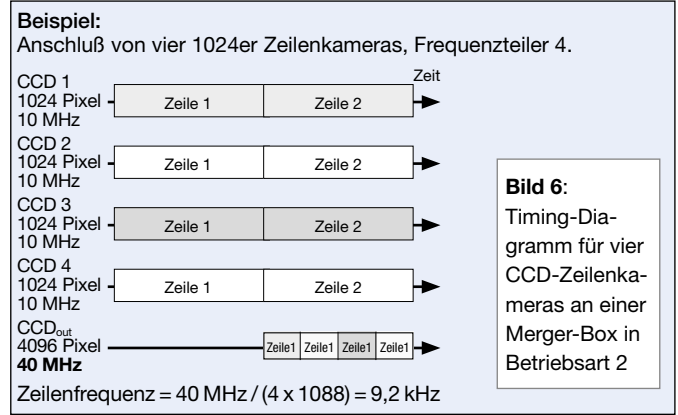 Beispiel:
Anschluß von vier 1024er Zeilenkameras, Frequenzteiler 4.
Zeit
CCD 1
1024 Pixel
10 MHz
Zeile 1
Zeile 2
CCD 2
1024 Pixel
10 MHz
Zeile 1
Zeile 2
CCD 3
1024 Pixel
10 MHz
Zeile 1
Zeile 2
CCD 4
1024 Pixel
10 MHz
Zeile 1
Zeile 2
CCDout
4096 Pixel
40 MHz
Zeile1
Zeile1
Zeile1
Zeile1
Zeilenfrequenz = 40 MHz / (4 x 1088) = 9,2 kHz
Bild 6:
Timing-Dia-
gramm für vier
CCD-Zeilenka-
meras an einer
Merger-Box in
Betriebsart 2